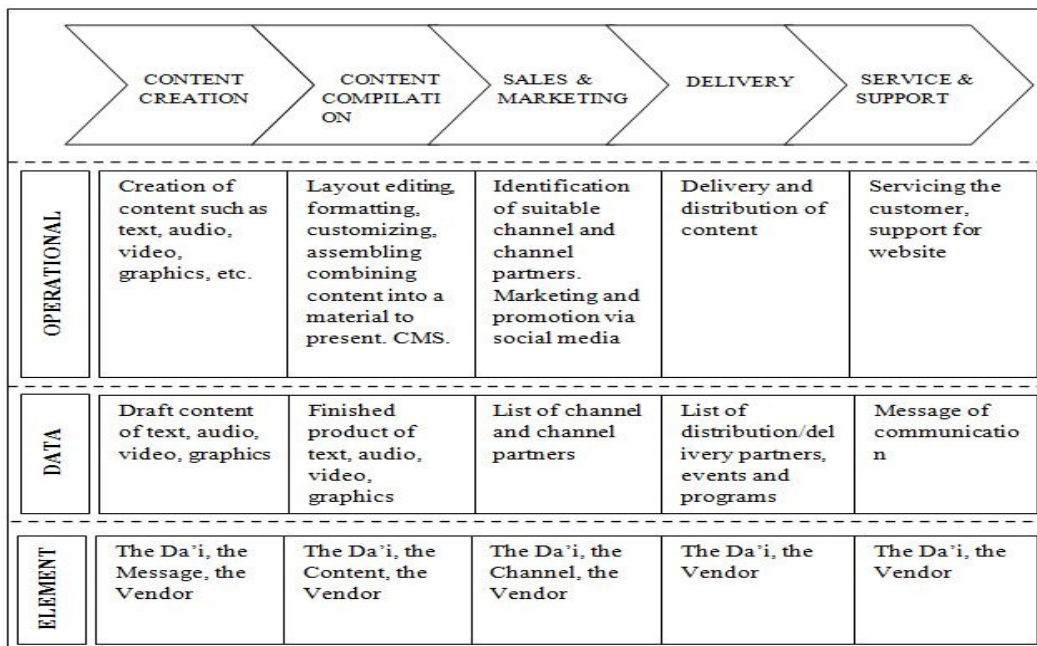 CONTENT
CREATION
CONTENT
COMPILATI
ON
SALES &
MARKETING
DELIVERY
SERVICE &
SUPPORT
OPERATIONAL
Creation of
content such as
text, audio,
video,
graphics, etc.
Layout editing,
formatting,
customizing,
assembling
combining
content into a
material to
present. CMS.
Identification
of suitable
channel and
channel
partners.
Marketing and
promotion via
social media
Delivery and
distribution of
content
Servicing the
customer,
support for
website
DATA
Draft content
of text, audio,
video, graphics
Finished
product of
text, audio,
video,
graphics
List of channel
and channel
partners
List of
distribution/del
ivery partners,
events and
programs
Message of
communicatio
n
ELEMENT
The Da’i, the
Message, the
Vendor
The Da’i, the
Content, the
Vendor
The Da’i, the
Channel, the
Vendor
The Da’i, the
Vendor
The Da’i, the
Vendor